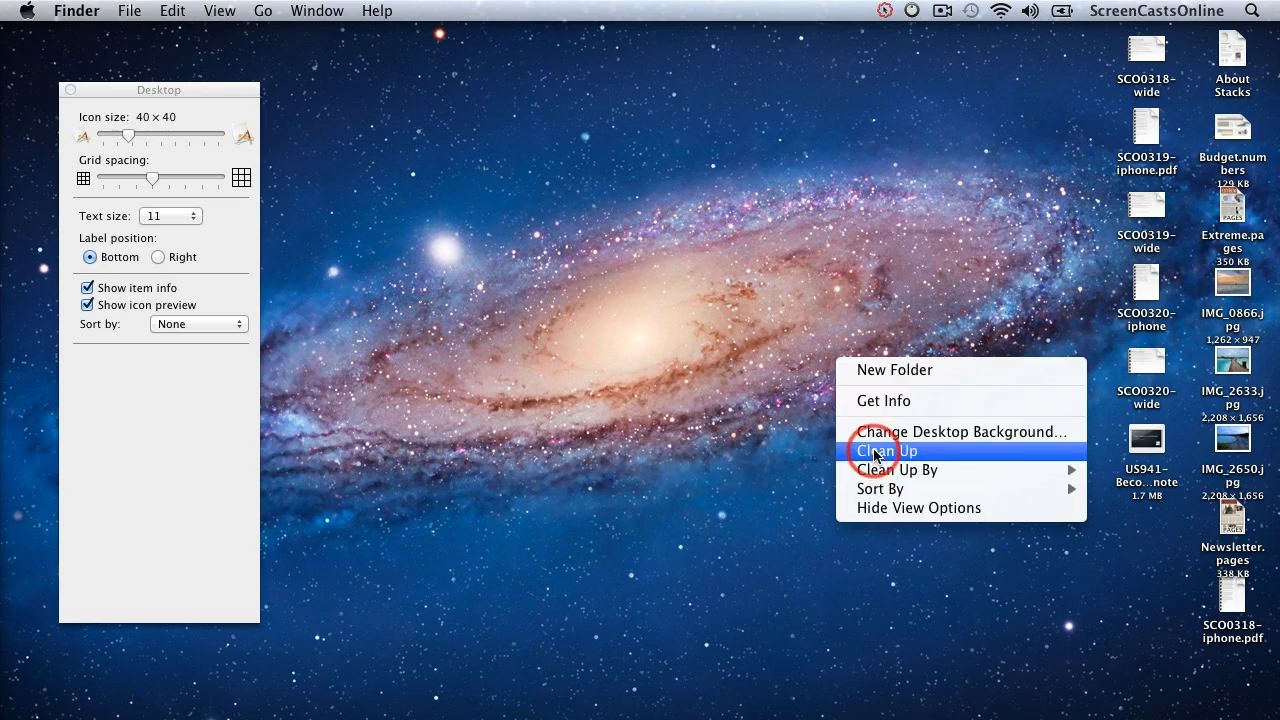 Finder File Edit View Go Window Help ScreenCastsOnline
Desktop
Icon size: 40 × 40
Grid spacing:
Text size: 11
Label position:
Bottom Right
Show item info
Show icon preview
Sort by: None
New Folder
Get Info
Change Desktop Background...
Clean Up
Clean Up By
Sort By
Hide View Options
SCO0318-
wide
SCO0319-
iphone.pdf
SCO0319-
wide
SCO0320-
iphone
SCO0320-
wide
US941-
Beco...note
1.7 MB
About
Stacks
Budget.num
bers
129 KB
PAGES
Extreme.pa
ges
350 KB
IMG_0866.j
pg
1,262 × 947
IMG_2633.j
pg
2,208 × 1,656
IMG_2650.j
pg
2,208 × 1,656
PAGES
Newsletter.
pages
338 KB
SCO0318-
iphone.pdf